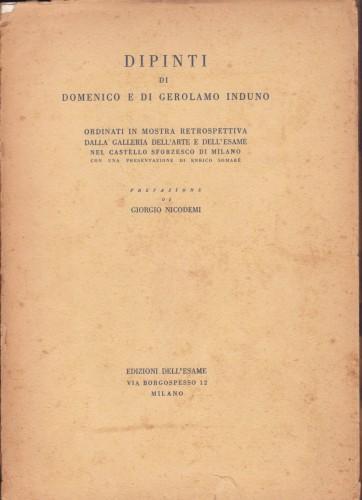 DIPINTI
DI
DOMENICO E DI GEROLAMO INDUNO
ORDINATI IN MOSTRA RETROSPETTIVA
DALLA GALLERIA DELL'ARTE E DELL'ESAME
NEL CASTELLO SFORZESCO DI MILANO
CON UNA PRESENTAZIONE DI ENRICO SOMARÉ
PREFAZIONE
DI
GIORGIO NICODEMI
EDIZIONI DELL'ESAME
VIA BORGOSPESSO 12
MILANO